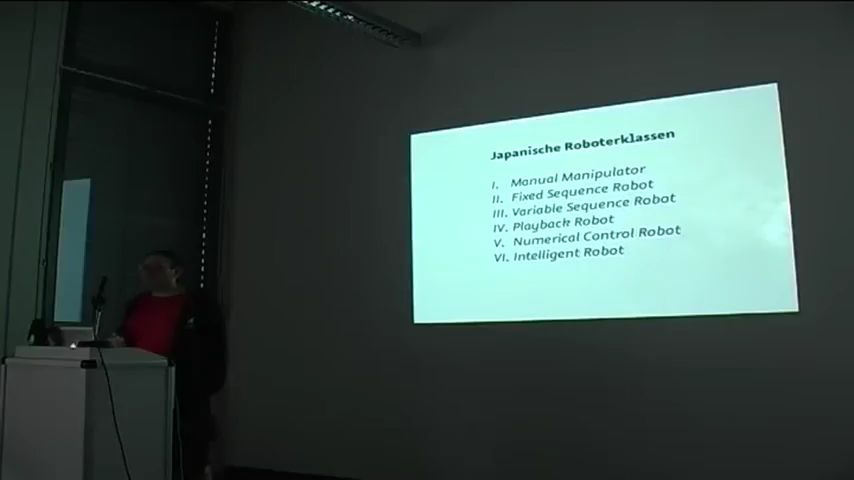 Japanische Roboterklassen
I. Manual Manipulator
II. Fixed Sequence Robot
III. Variable Sequence Robot
IV. Playback Robot
V. Numerical Control Robot
VI. Intelligent Robot